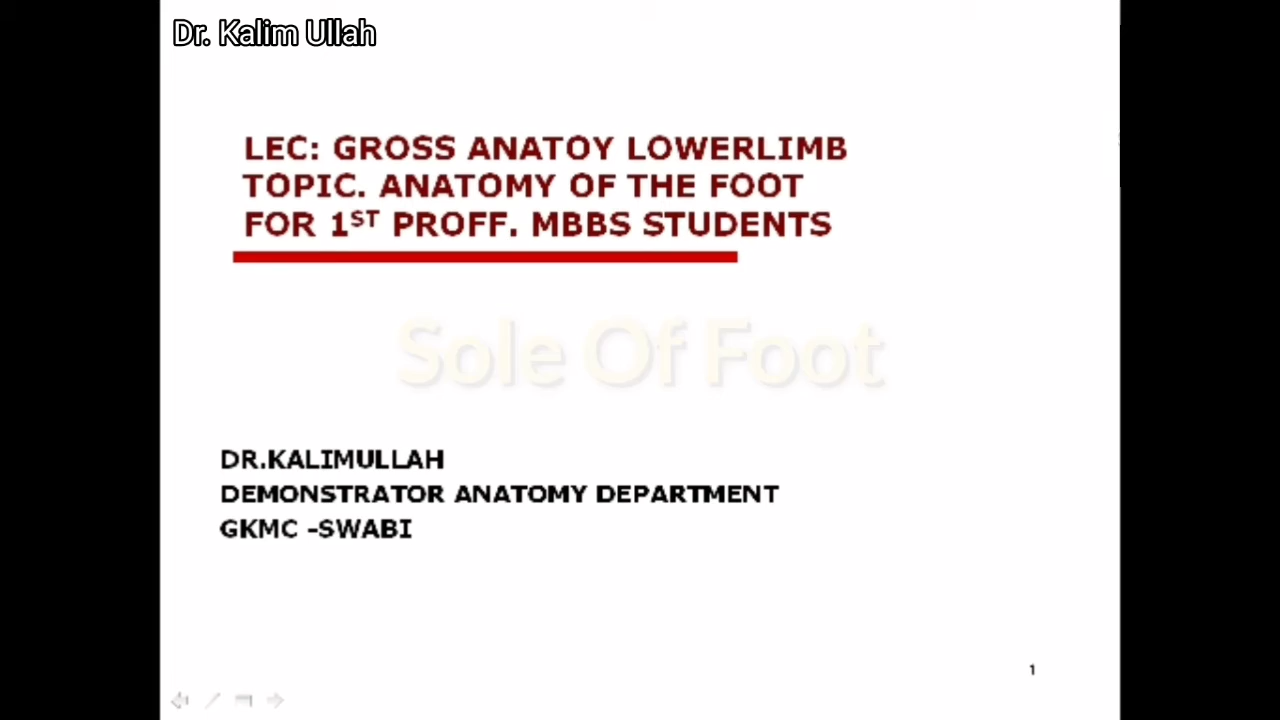 Dr. Kalim Ullah
LEC: GROSS ANATOY LOWERLIMB
TOPIC. ANATOMY OF THE FOOT
FOR 1ST PROFF. MBBS STUDENTS
Sole Of Foot
DR.KALIMULLAH
DEMONSTRATOR ANATOMY DEPARTMENT
GKMC -SWABI
1